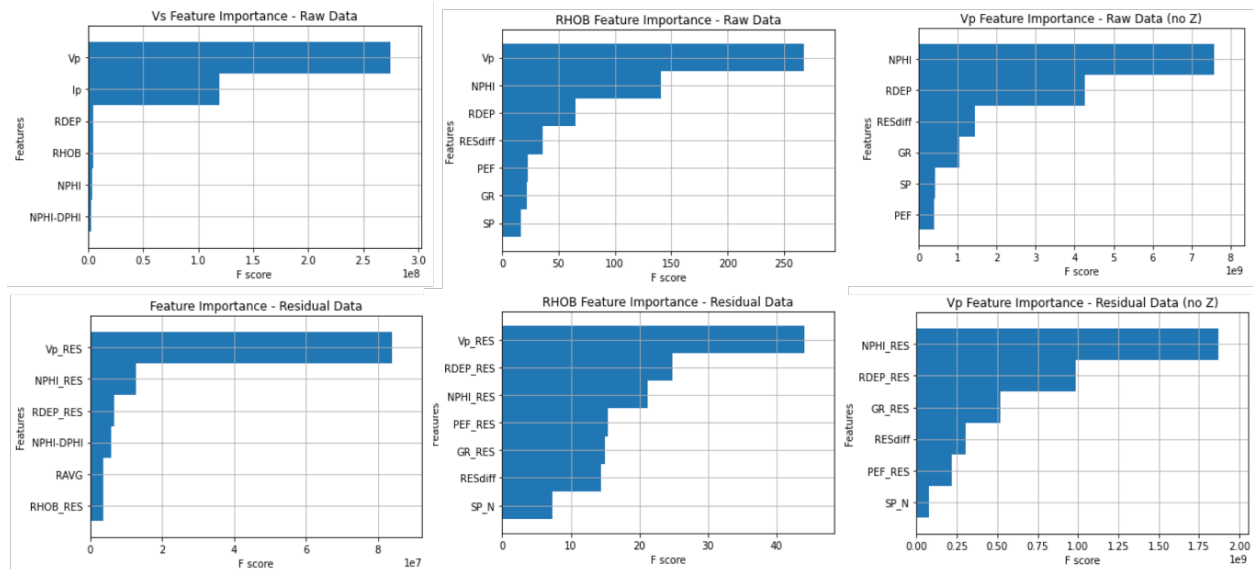 Vs Feature Importance - Raw Data
Features
Vp
Ip
RDEP
RHOB
NPHI
NPHI-DPHI
0.0 0.5 1.0 1.5 2.0 2.5 3.0
1e8
F score
RHOB Feature Importance - Raw Data
Features
Vp
NPHI
RDEP
RESdiff
PEF
GR
SP
0 50 100 150 200 250
F score
Vp Feature Importance - Raw Data (no Z)
Features
NPHI
RDEP
RESdiff
GR
SP
PEF
0 1 2 3 4 5 6 7 8
1e9
F score
Feature Importance - Residual Data
Features
Vp_RES
NPHI_RES
RDEP_RES
NPHI-DPHI
RAVG
RHOB_RES
0 2 4 6 8
1e7
F score
RHOB Feature Importance - Residual Data
Features
Vp_RES
RDEP_RES
NPHI_RES
PEF_RES
GR_RES
RESdiff
SP_N
0 10 20 30 40
F score
Vp Feature Importance - Residual Data (no Z)
Features
NPHI_RES
RDEP_RES
GR_RES
RESdiff
PEF_RES
SP_N
0.00 0.25 0.50 0.75 1.00 1.25 1.50 1.75 2.00
1e9
F score